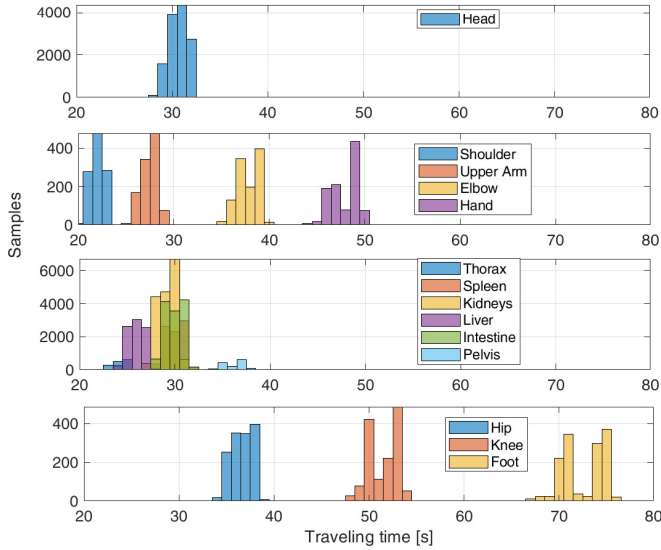 4000
2000
0
20 30 40 50 60 70 80
Head
400
200
0
20 30 40 50 60 70 80
Shoulder
Upper Arm
Elbow
Hand
Samples
6000
4000
2000
0
20 30 40 50 60 70 80
Thorax
Spleen
Kidneys
Liver
Intestine
Pelvis
400
200
0
20 30 40 50 60 70 80
Hip
Knee
Foot
Traveling time [s]